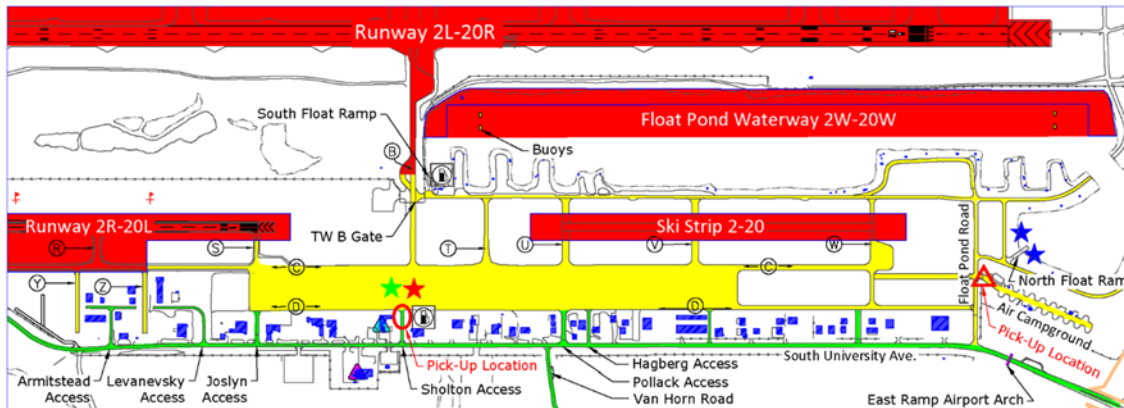 Runway 2L-20R
South Float Ramp
Float Pond Waterway 2W-20W
B
Buoys
Runway 2R-20L
Ski Strip 2-20
TW B Gate
R
S
T
U
V
W
C
C
Y
Z
D
D
Float Pond Road
North Float Ram
Air Campground
Pick-Up Location
Pick-Up Location
Hagberg Access
South University Ave.
Armitstead
Access
Levanevsky
Access
Joslyn
Access
Sholton Access
Pollack Access
Van Horn Road
East Ramp Airport Arch